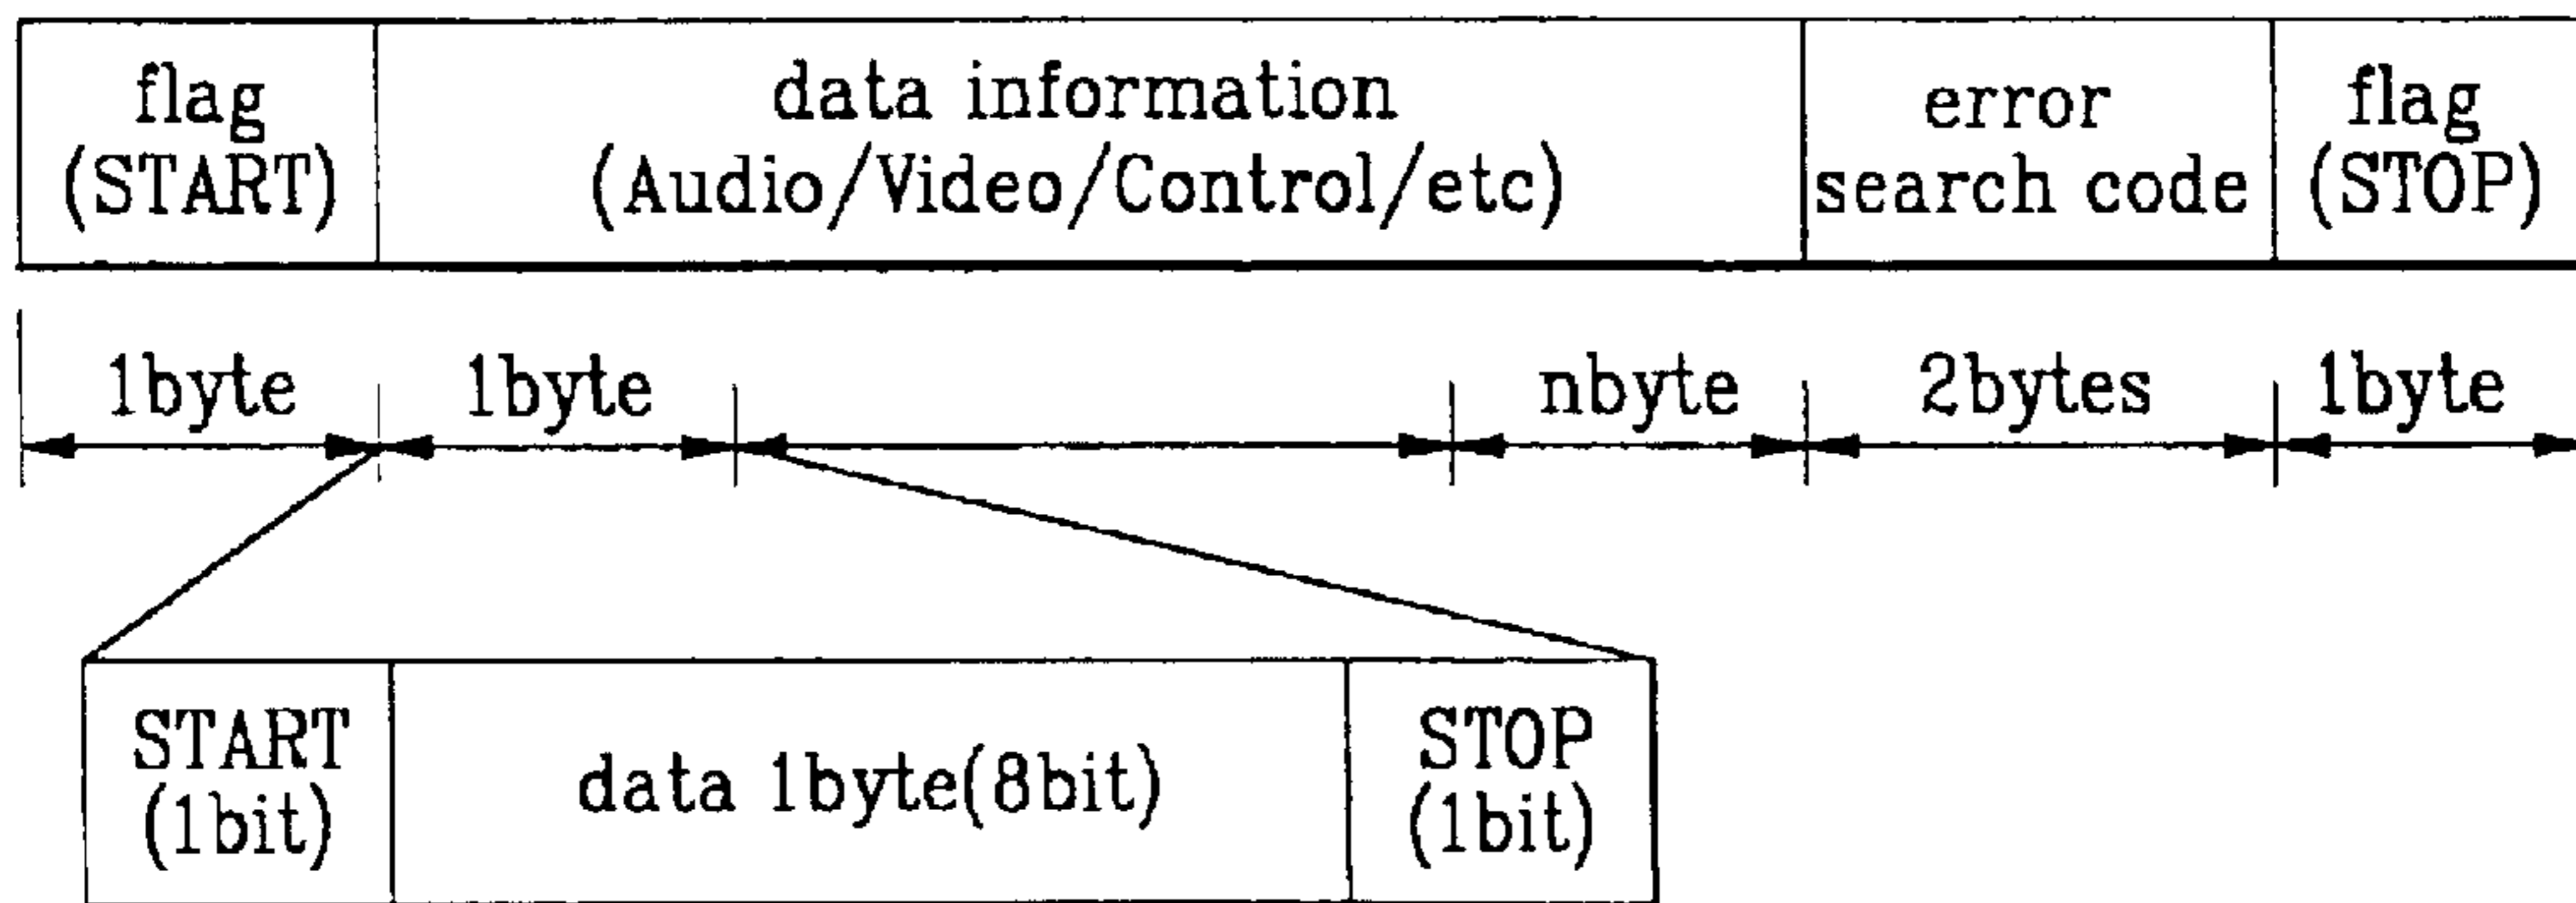 flag
(START)
data information
(Audio/Video/Control/etc)
error
search code
flag
(STOP)
1byte
1byte
nbyte
2bytes
1byte
START
(1bit)
data 1byte(8bit)
STOP
(1bit)